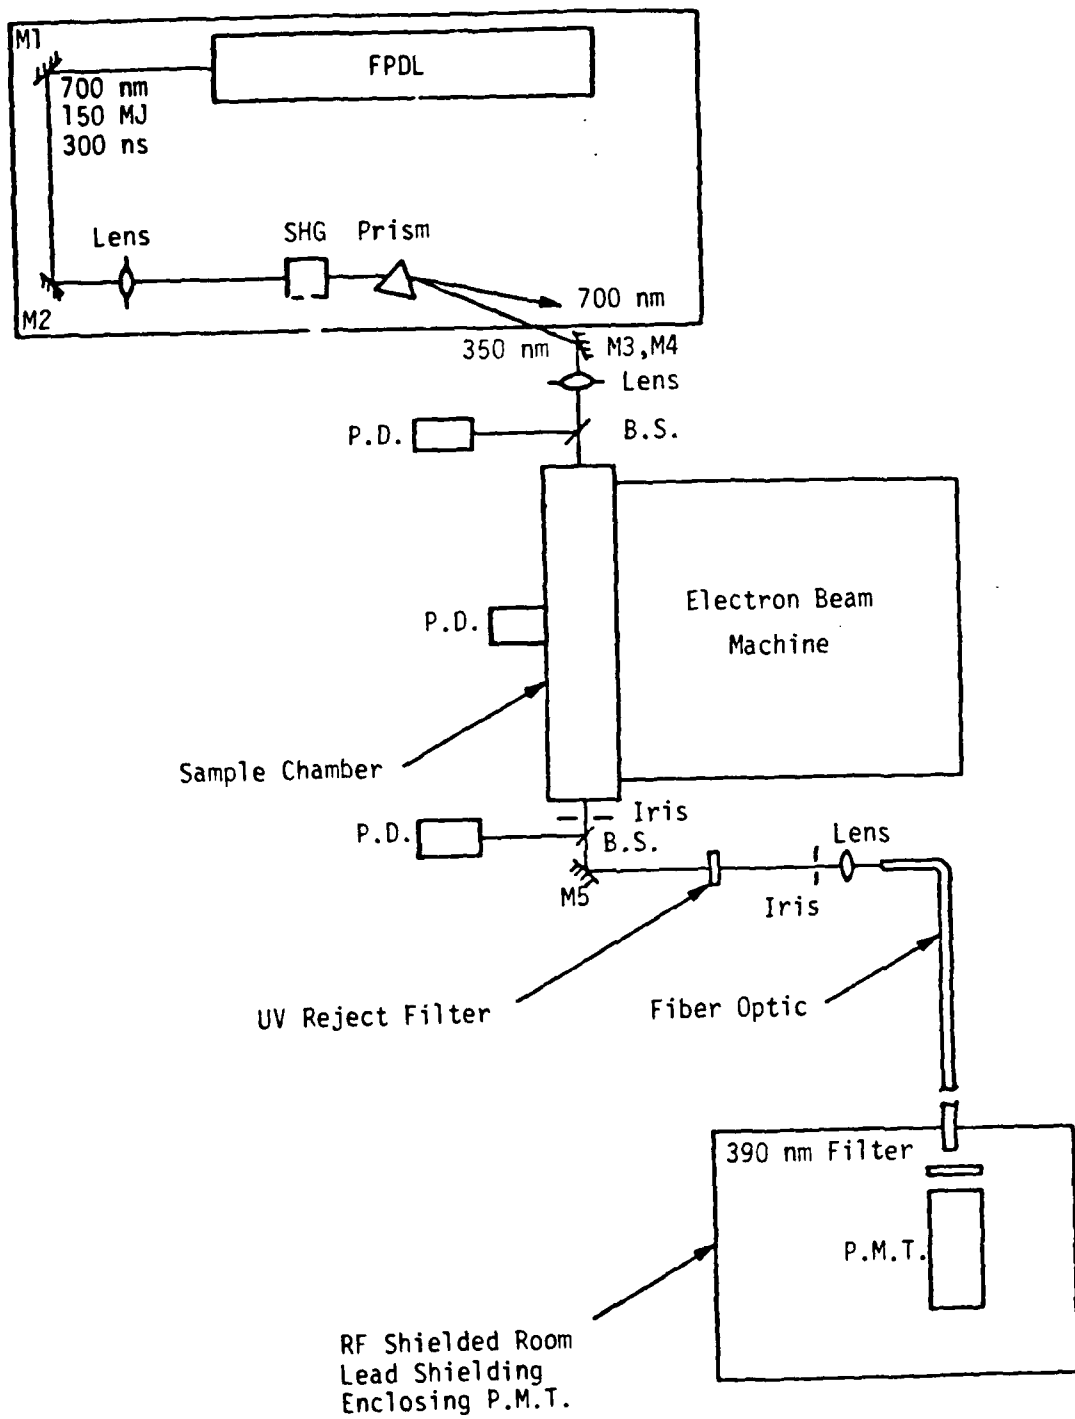 M1
FPDL
700 nm
150 MJ
300 ns
Lens
SHG
Prism
700 nm
M2
350 nm
M3,M4
Lens
P.D.
B.S.
Electron Beam
Machine
P.D.
Sample Chamber
Iris
P.D.
B.S.
Lens
M5
Iris
UV Reject Filter
Fiber Optic
390 nm Filter
P.M.T.
RF Shielded Room
Lead Shielding
Enclosing P.M.T.